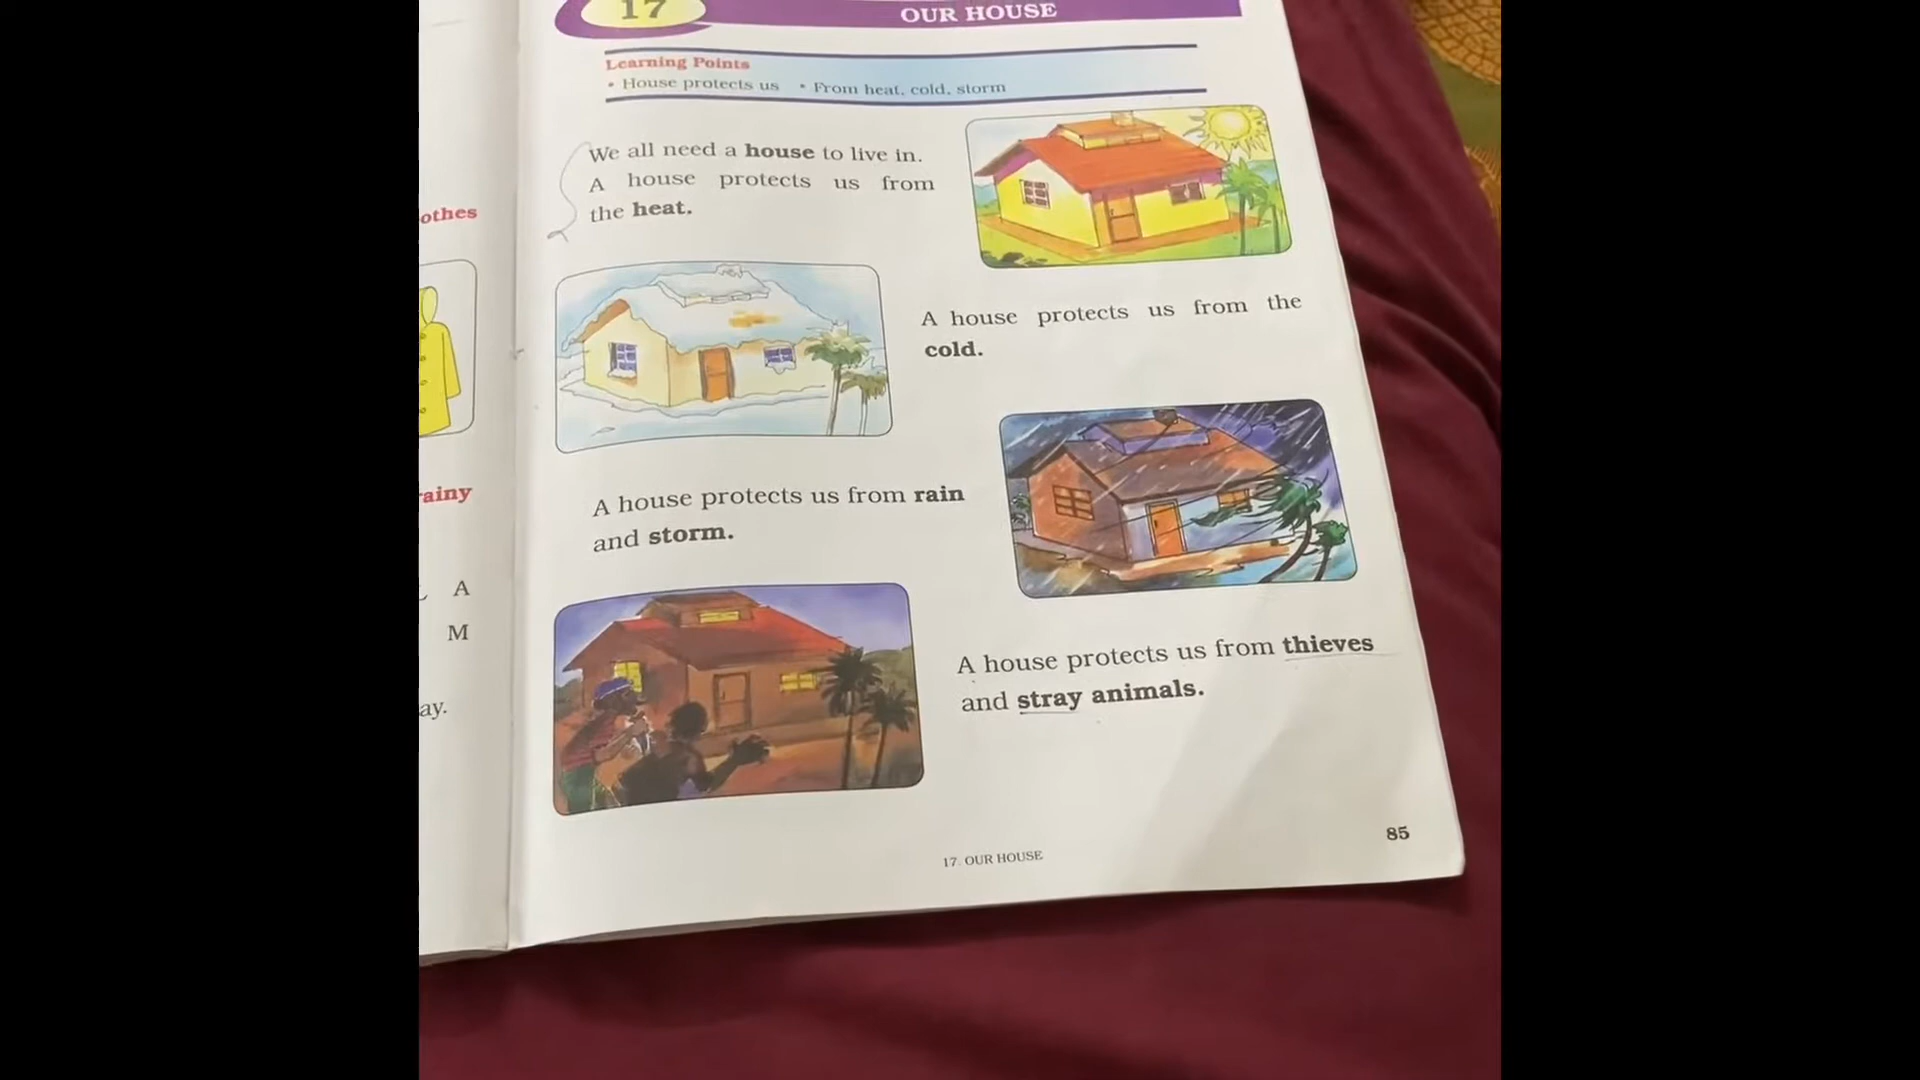 othes
ainy
A
M
ay.
17
OUR HOUSE
Learning Points
• House protects us • From heat, cold, storm
We all need a house to live in.
A house protects us from
the heat.
A house protects us from the
cold.
A house protects us from rain
and storm.
A house protects us from thieves
and stray animals.
17. OUR HOUSE
85